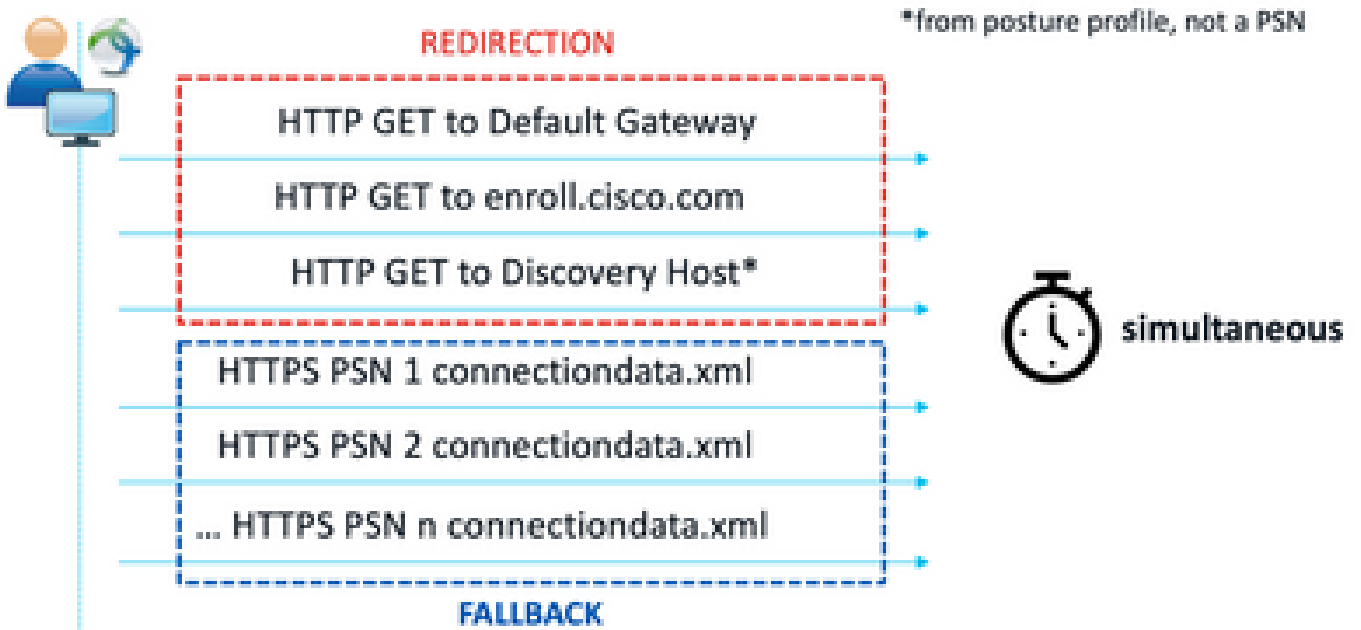 *from posture profile, not a PSN
REDIRECTION
HTTP GET to Default Gateway
HTTP GET to enroll.cisco.com
HTTP GET to Discovery Host*
simultaneous
HTTPS PSN 1 connectiondata.xml
HTTPS PSN 2 connectiondata.xml
... HTTPS PSN n connectiondata.xml
FALLBACK